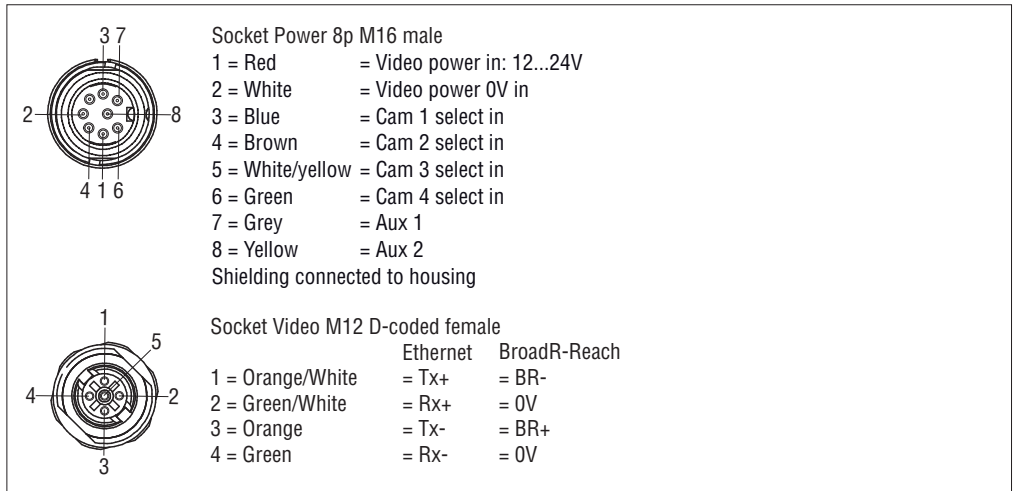 3 7
2
8
4 1 6
Socket Power 8p M16 male
1 = Red = Video power in: 12...24V
2 = White = Video power 0V in
3 = Blue = Cam 1 select in
4 = Brown = Cam 2 select in
5 = White/yellow = Cam 3 select in
6 = Green = Cam 4 select in
7 = Grey = Aux 1
8 = Yellow = Aux 2
Shielding connected to housing
1
5
4
2
3
Socket Video M12 D-coded female
Ethernet BroadR-Reach
1 = Orange/White = Tx+ = BR-
2 = Green/White = Rx+ = 0V
3 = Orange = Tx- = BR+
4 = Green = Rx- = 0V